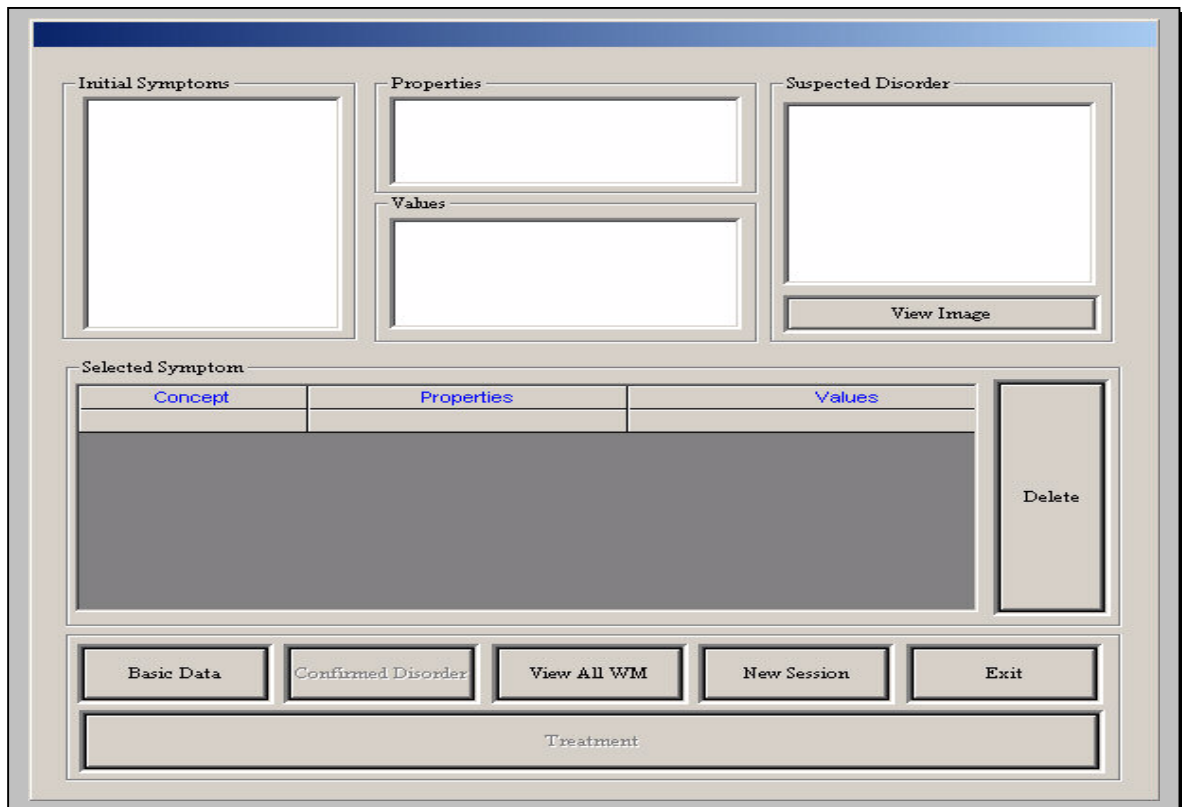 Initial Symptoms
Properties
Suspected Disorder
Values
View Image
Selected Symptom
Concept Properties Values
Delete
Basic Data Confirmed Disorder View All WM New Session Exit
Treatment